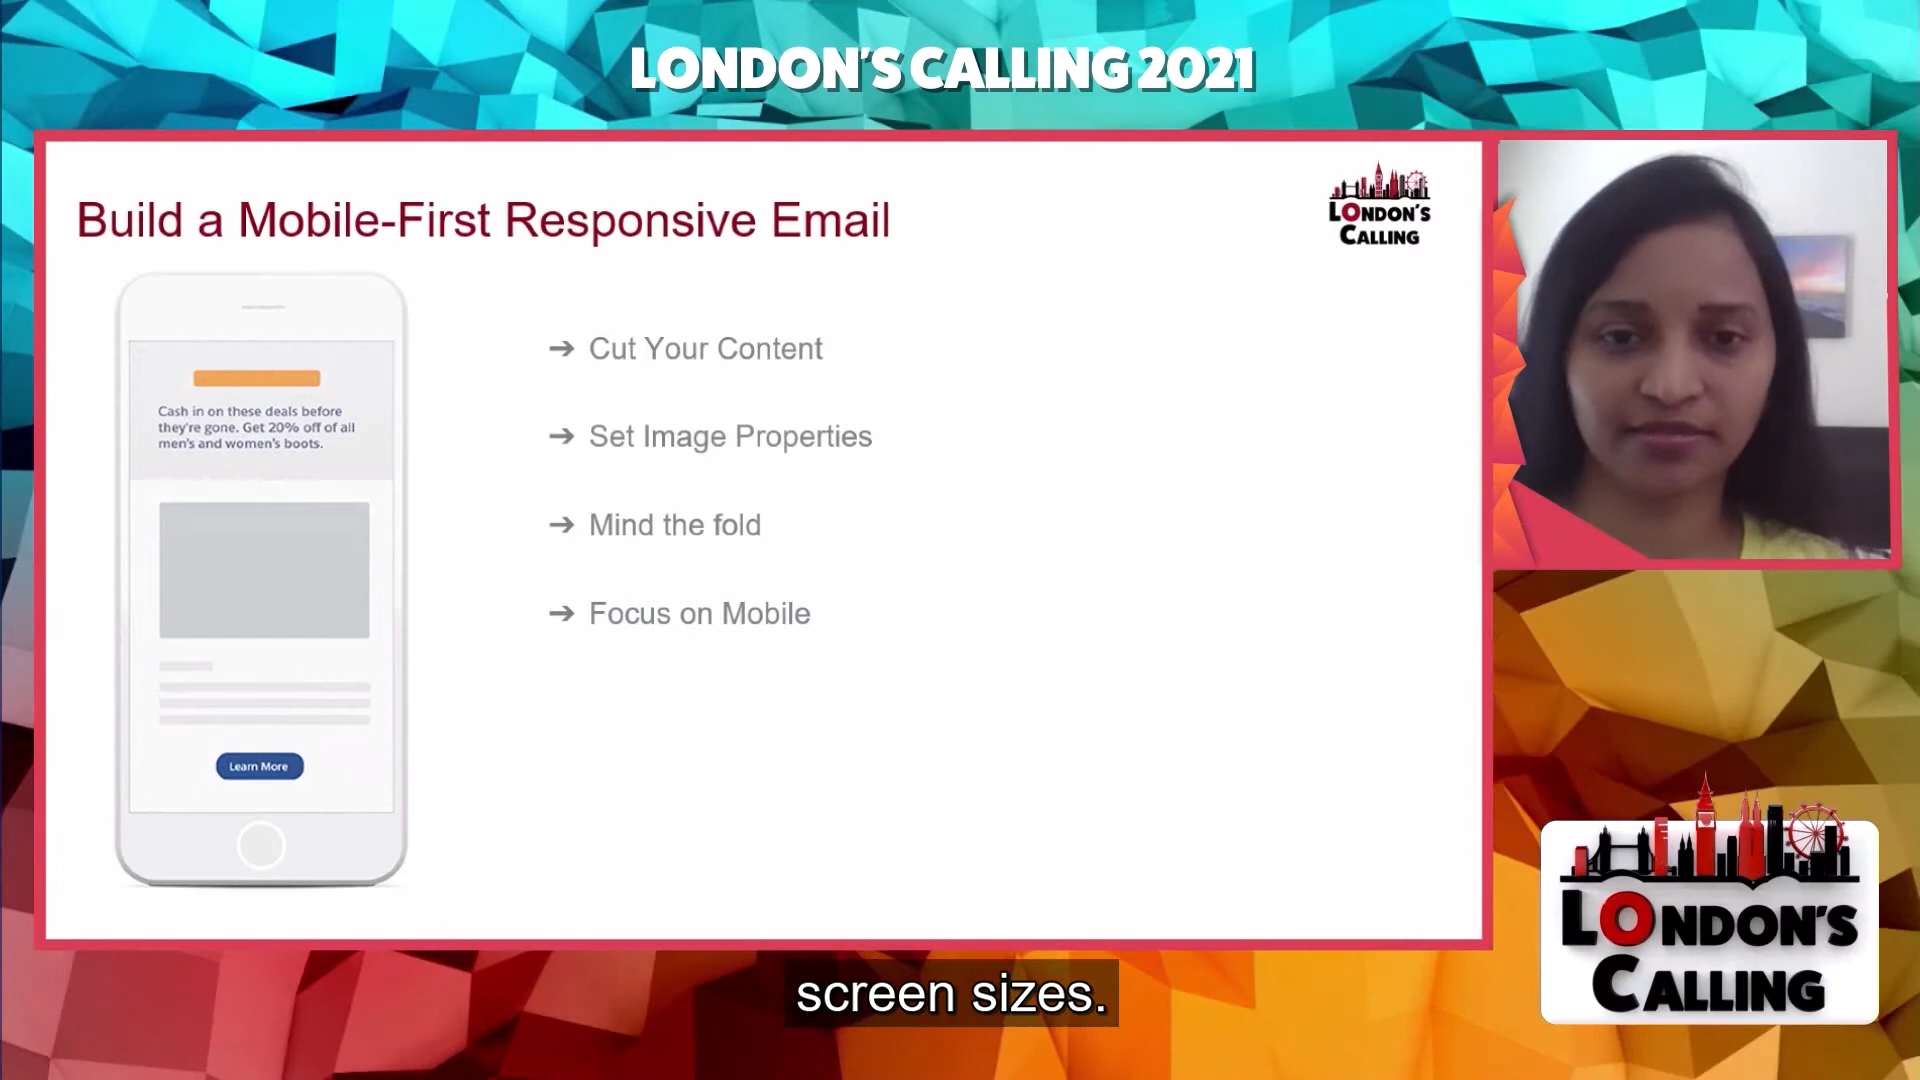 LONDON'S CALLING 2021
Build a Mobile-First Responsive Email
LONDON'S
CALLING
Cash in on these deals before
they're gone. Get 20% off of all
men's and women's boots.
Learn More
➔ Cut Your Content
➔ Set Image Properties
➔ Mind the fold
➔ Focus on Mobile
LONDON'S
CALLING
screen sizes.